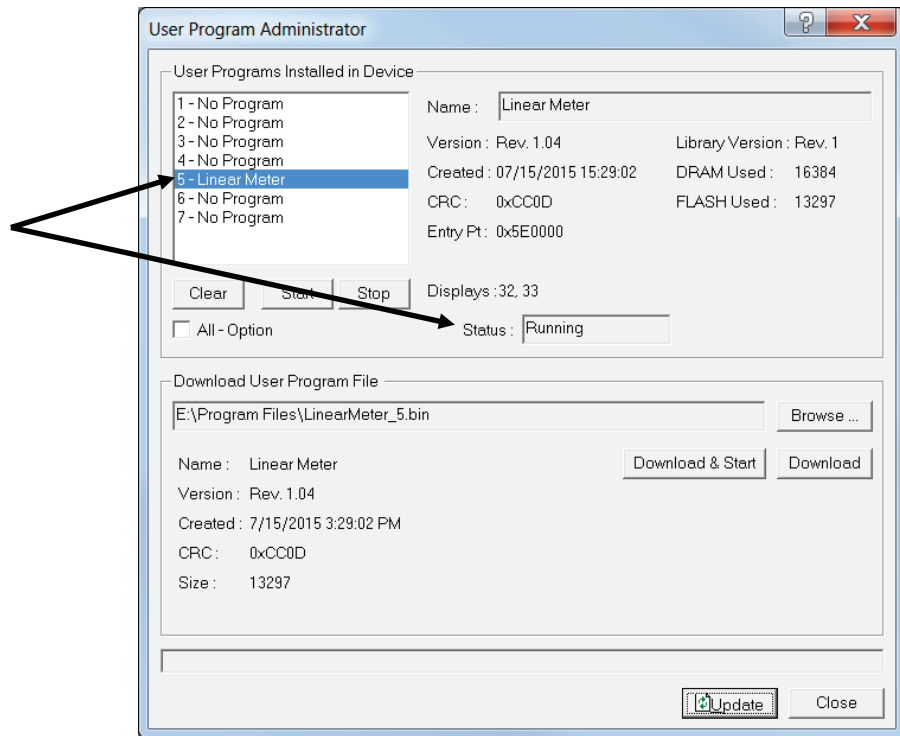 User Program Administrator
User Programs Installed in Device
1 - No Program
2 - No Program
3 - No Program
4 - No Program
5 - Linear Meter
6 - No Program
7 - No Program
Name : Linear Meter
Version : Rev. 1.04 Library Version : Rev. 1
Created : 07/15/2015 15:29:02 DRAM Used : 16384
CRC : 0xCC0D FLASH Used : 13297
Entry Pt : 0x5E0000
Clear Start Stop Displays :32, 33
All - Option Status : Running
Download User Program File
E:\Program Files\LinearMeter_5.bin Browse ...
Name : Linear Meter Download & Start Download
Version : Rev. 1.04
Created : 7/15/2015 3:29:02 PM
CRC : 0xCC0D
Size : 13297
Update Close